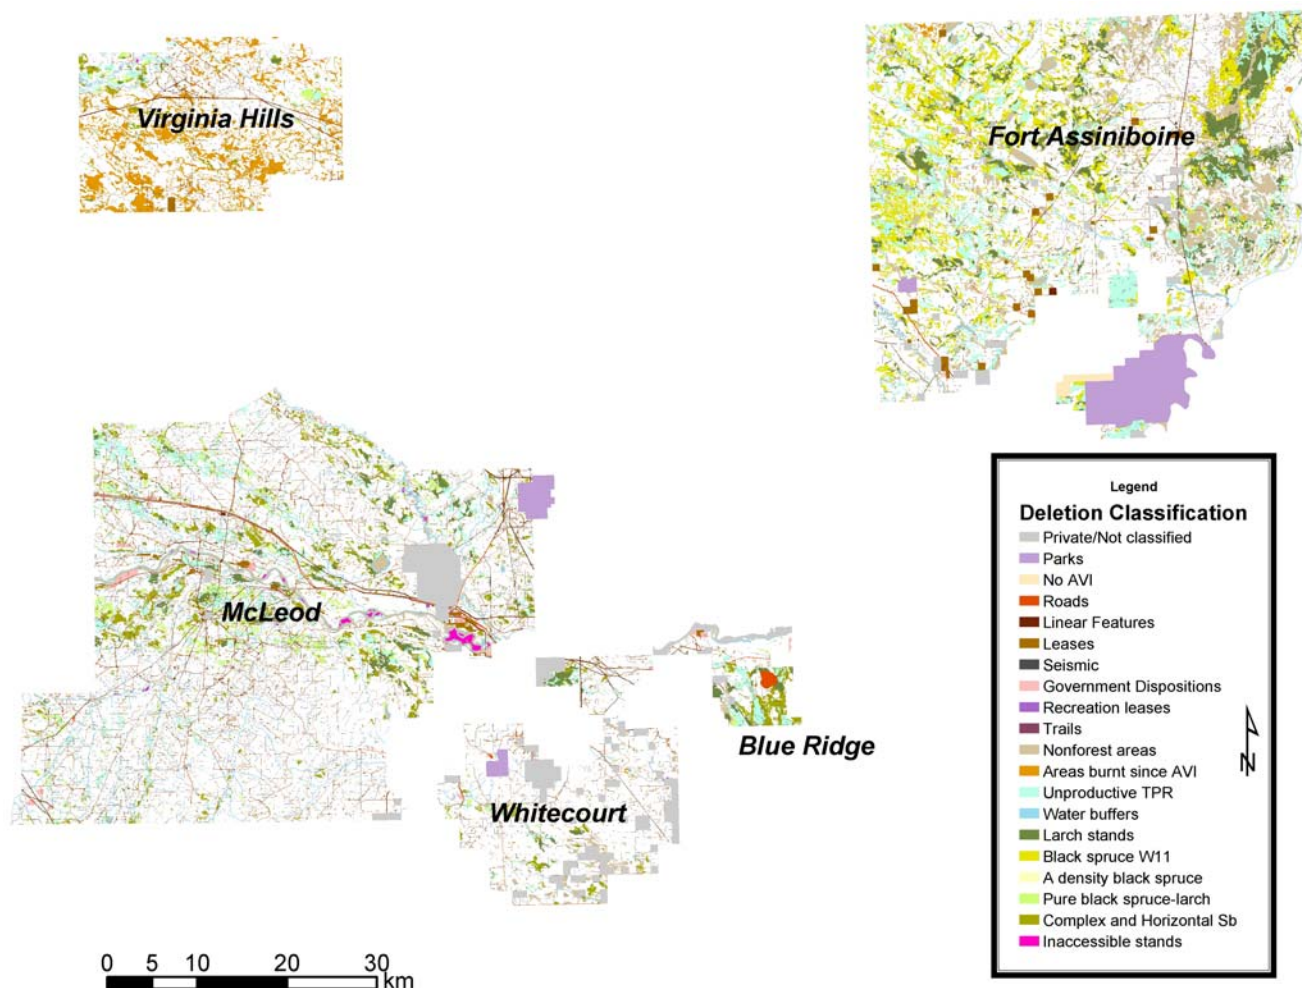 Virginia Hills
Fort Assiniboine
McLeod
Blue Ridge
Whitecourt
Legend
Deletion Classification
Private/Not classified
Parks
No AVI
Roads
Linear Features
Leases
Seismic
Government Dispositions
Recreation leases
Trails
Nonforest areas
Areas burnt since AVI
Unproductive TPR
Water buffers
Larch stands
Black spruce W11
A density black spruce
Pure black spruce-larch
Complex and Horizontal Sb
Inaccessible stands
N
0 5 10 20 30
km